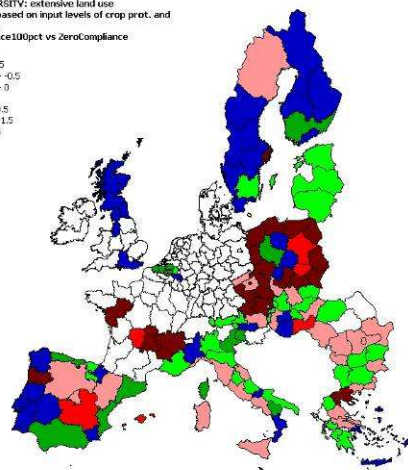 RSITY: extensive land use
based on input levels of crop prot. and
ce100pct vs ZeroCompliance
5
- -0.5
- 0
0.5
1.5